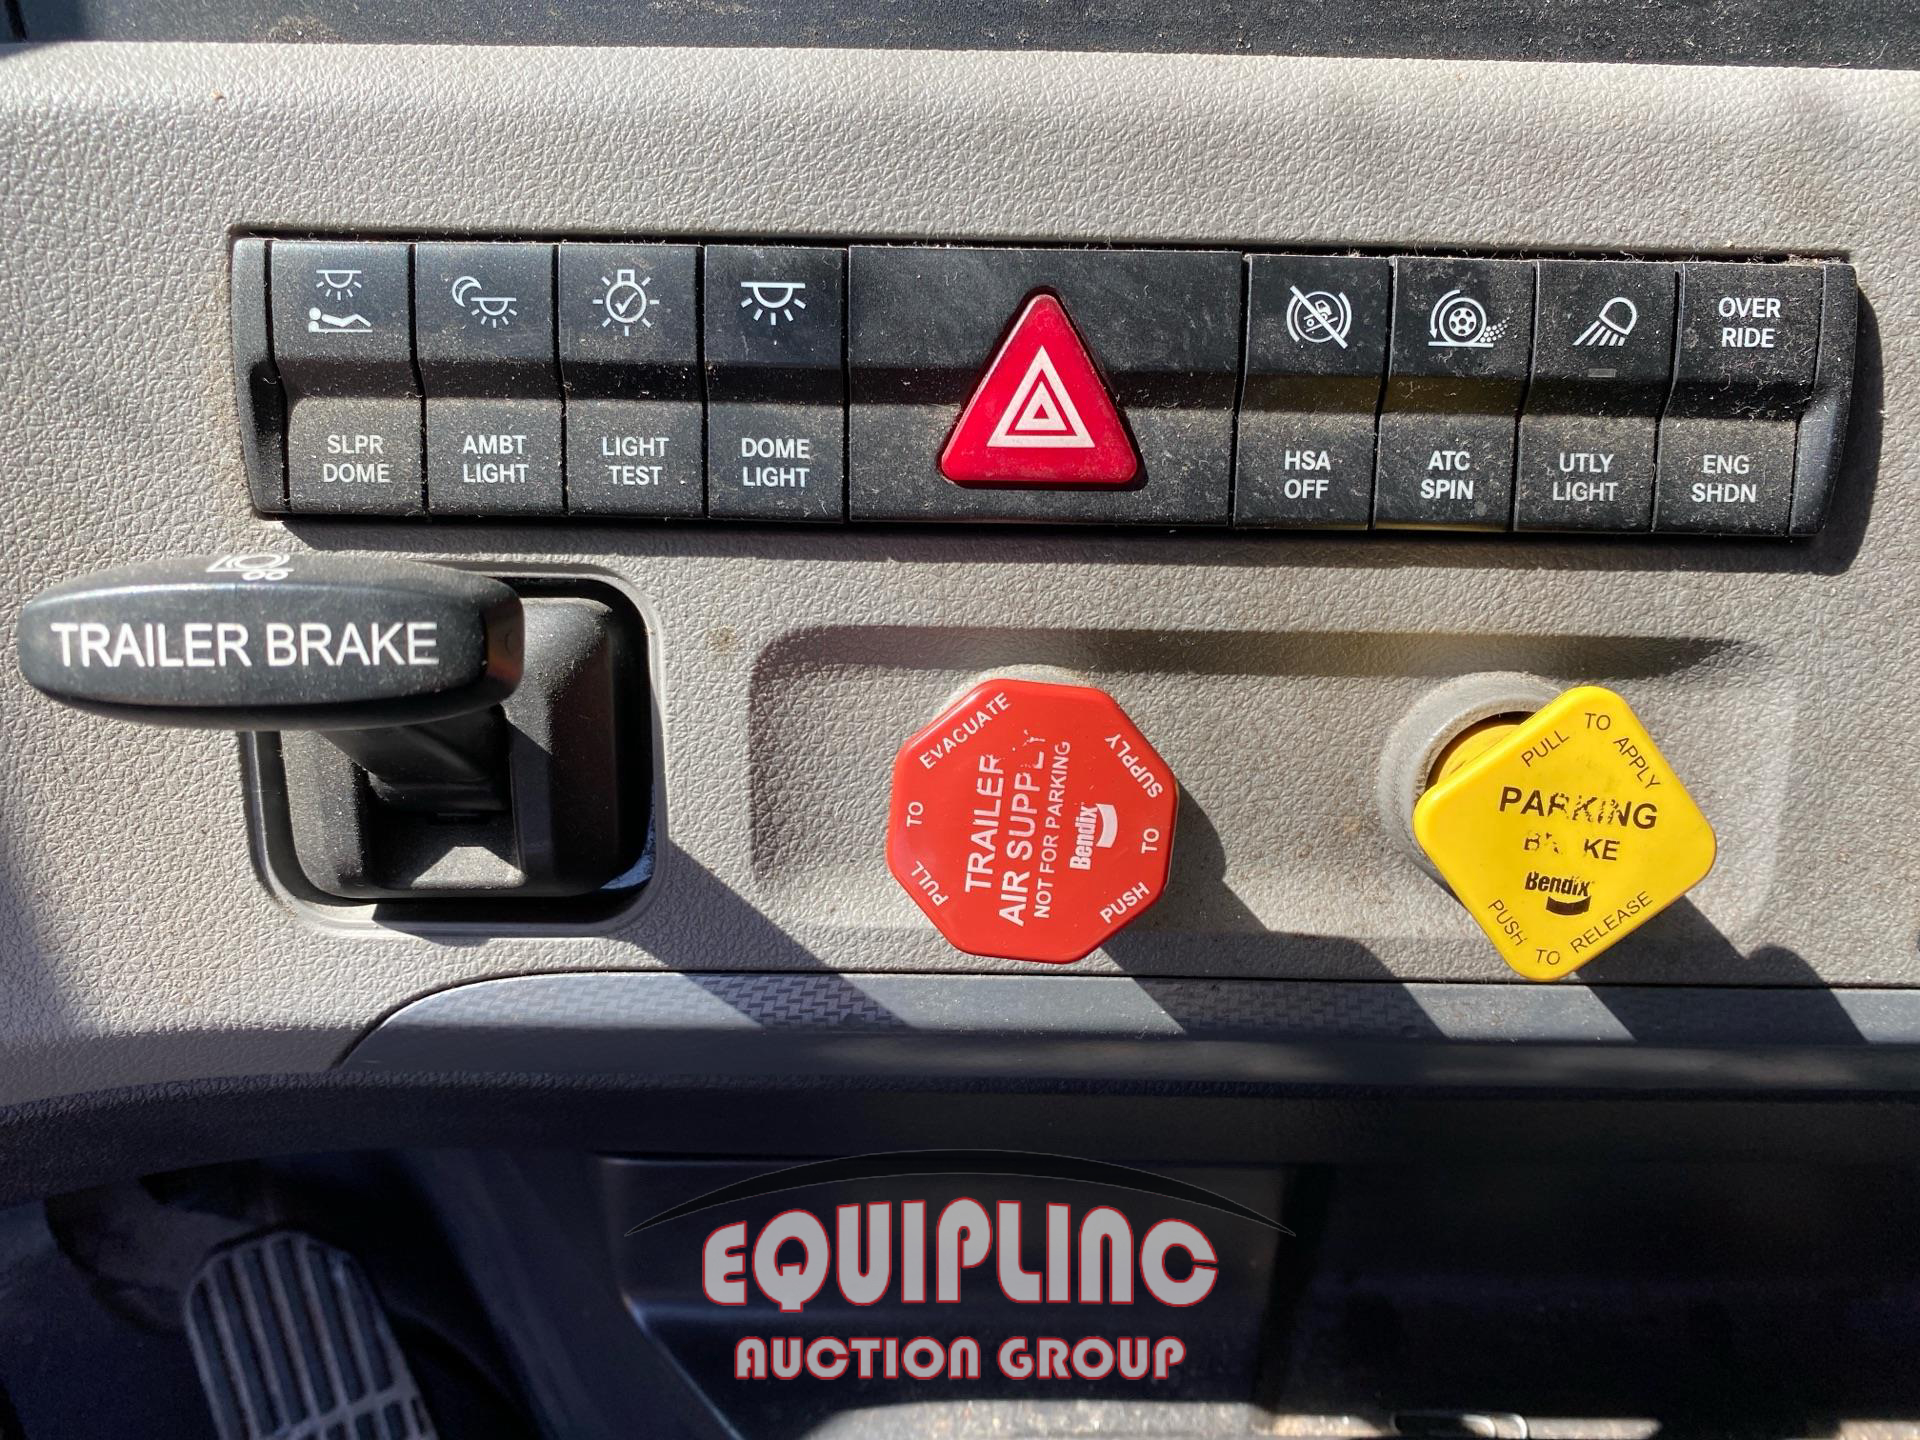 SLPR
DOME
AMBT
LIGHT
LIGHT
TEST
DOME
LIGHT
HSA
OFF
ATC
SPIN
UTLY
LIGHT
OVER
RIDE
ENG
SHDN
TRAILER BRAKE
PULL TO EVACUATE
TRAILER
AIR SUPPLY
NOT FOR PARKING
Bendix
PUSH TO SUPPLY
PULL TO APPLY
PARKING
BRAKE
Bendix
PUSH TO RELEASE
EQUIPLINC
AUCTION GROUP